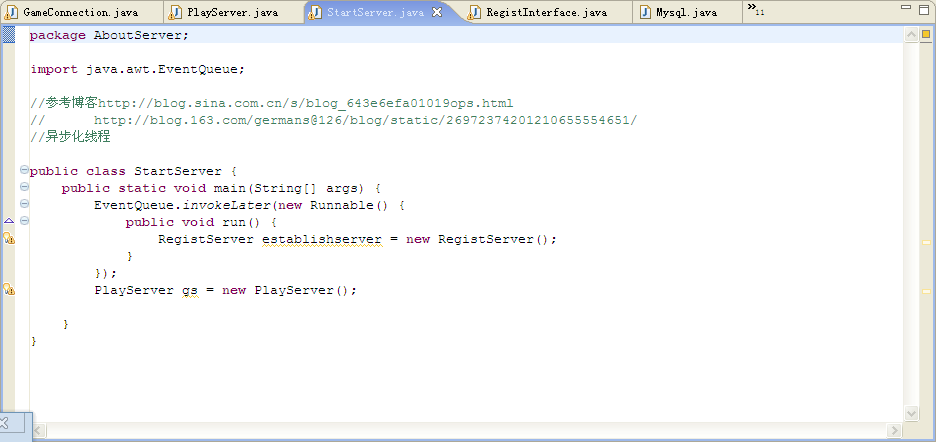 GameConnection.java PlayServer.java StartServer.java RegistInterface.java Mysql.java »11
package AboutServer;
import java.awt.EventQueue;
//参考博客http://blog.sina.com.cn/s/blog_643e6efa01019ops.html
// http://blog.163.com/germans@126/blog/static/26972374201210655554651/
//异步化线程
public class StartServer {
public static void main(String[] args) {
EventQueue.invokeLater(new Runnable() {
public void run() {
RegistServer establishserver = new RegistServer();
}
});
PlayServer gs = new PlayServer();
}
}